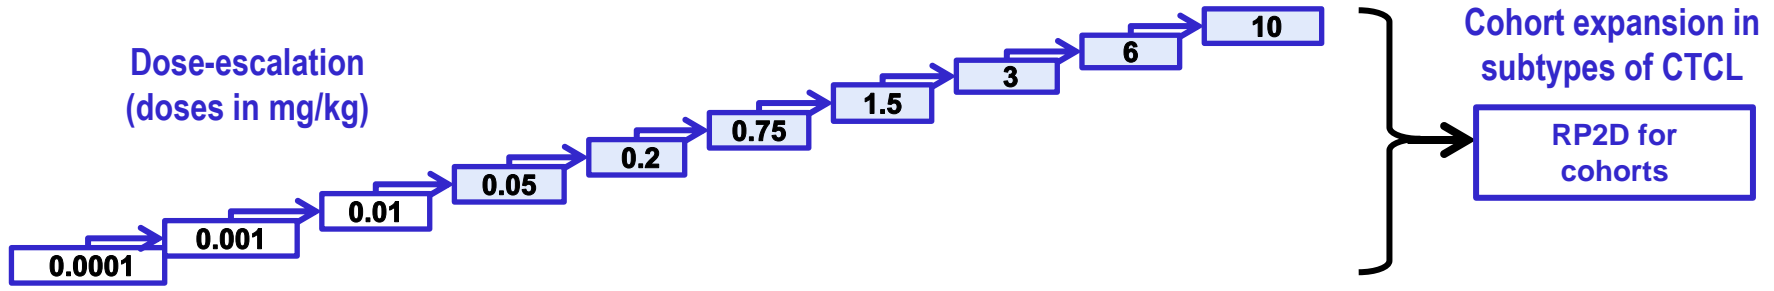 Dose-escalation
(doses in mg/kg)
0.0001
0.001
0.01
0.05
0.2
0.75
1.5
3
6
10
Cohort expansion in
subtypes of CTCL
RP2D for
cohorts